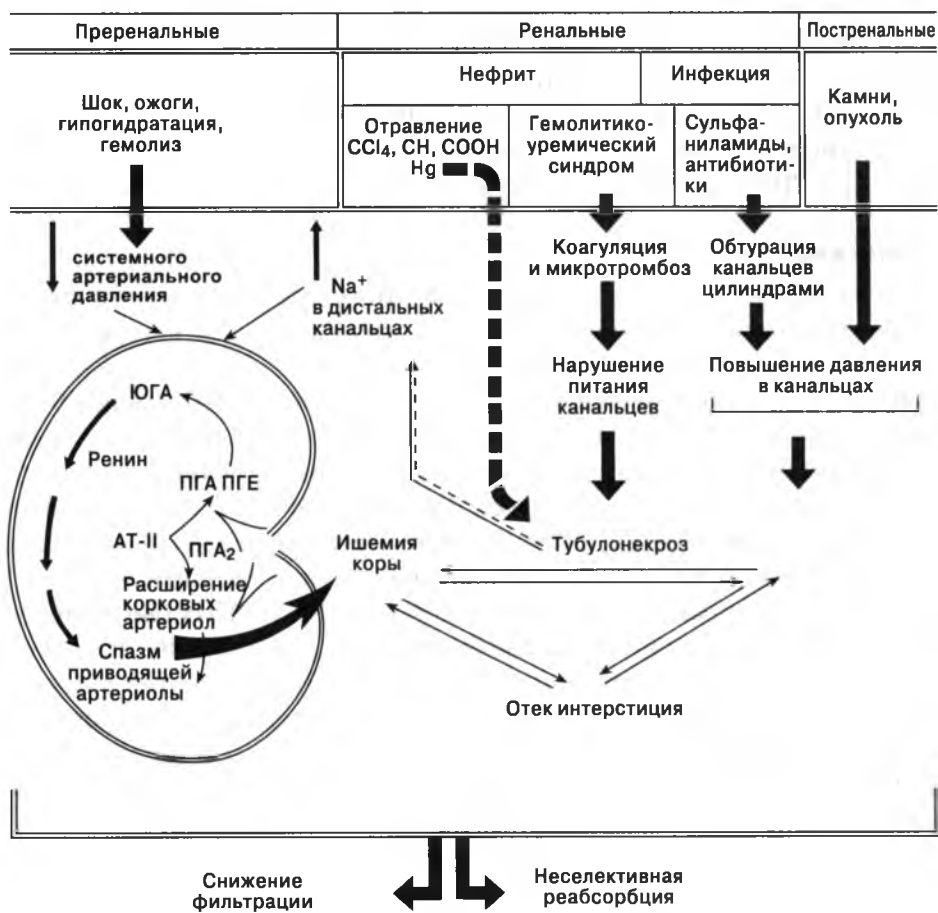 Преренальные
Ренальные
Постренальные
Нефрит
Инфекция
Шок, ожоги,
гипогидратация,
гемолиз
Отравление
CCl₄, CH, COOH
Hg
Гемолитико-
уремический
синдром
Сульфа-
ниламиды,
антибиоти-
ки
Камни,
опухоль
системного
артериального
давления
Na⁺
в дистальных
канальцах
Коагуляция
и микротромбоз
Обтурация
канальцев
цилиндрами
Нарушение
питания
канальцев
Повышение давления
в канальцах
ЮГА
Ренин
ПГА ПГЕ
АТ-II
ПГА₂
Расширение
корковых
артериол
Спазм
приводящей
артериолы
Ишемия
коры
Тубулонекроз
Отек интерстиция
Снижение
фильтрации
Неселективная
реабсорбция